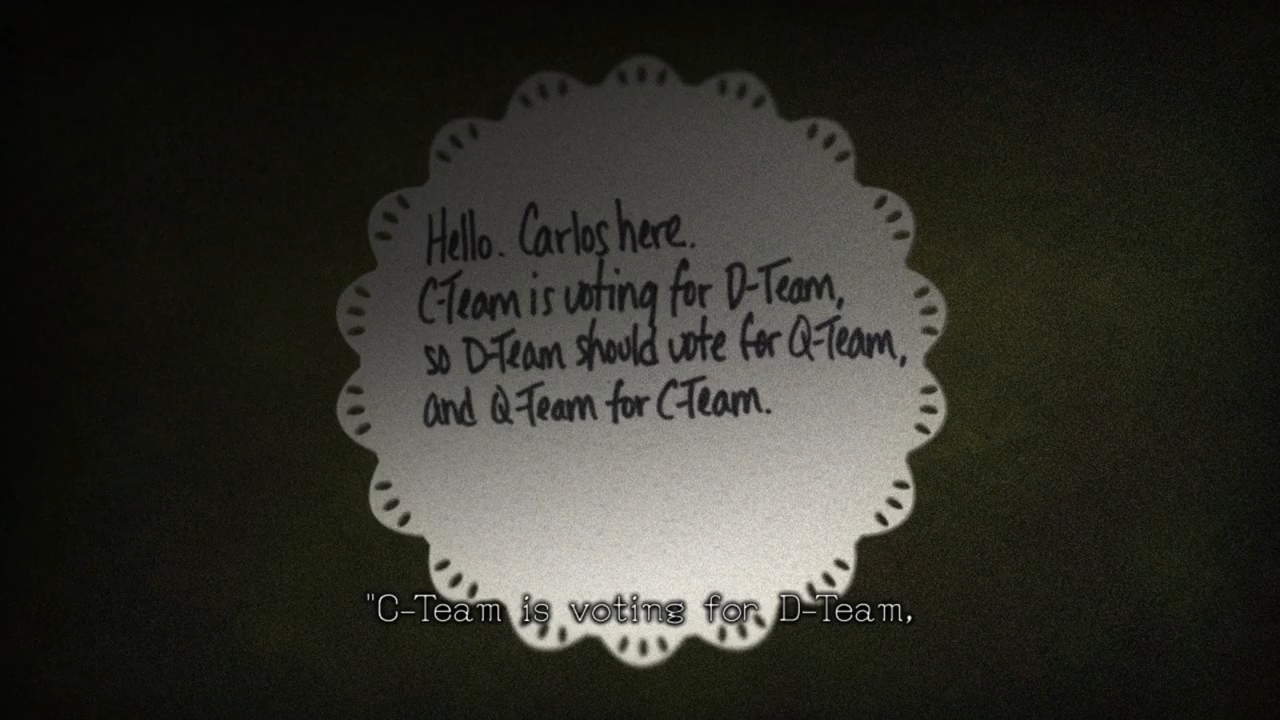 Hello. Carlos here.
C-Team is voting for D-Team,
so D-Team should vote for Q-Team,
and Q-Team for C-Team.
"C-Team is voting for D-Team,